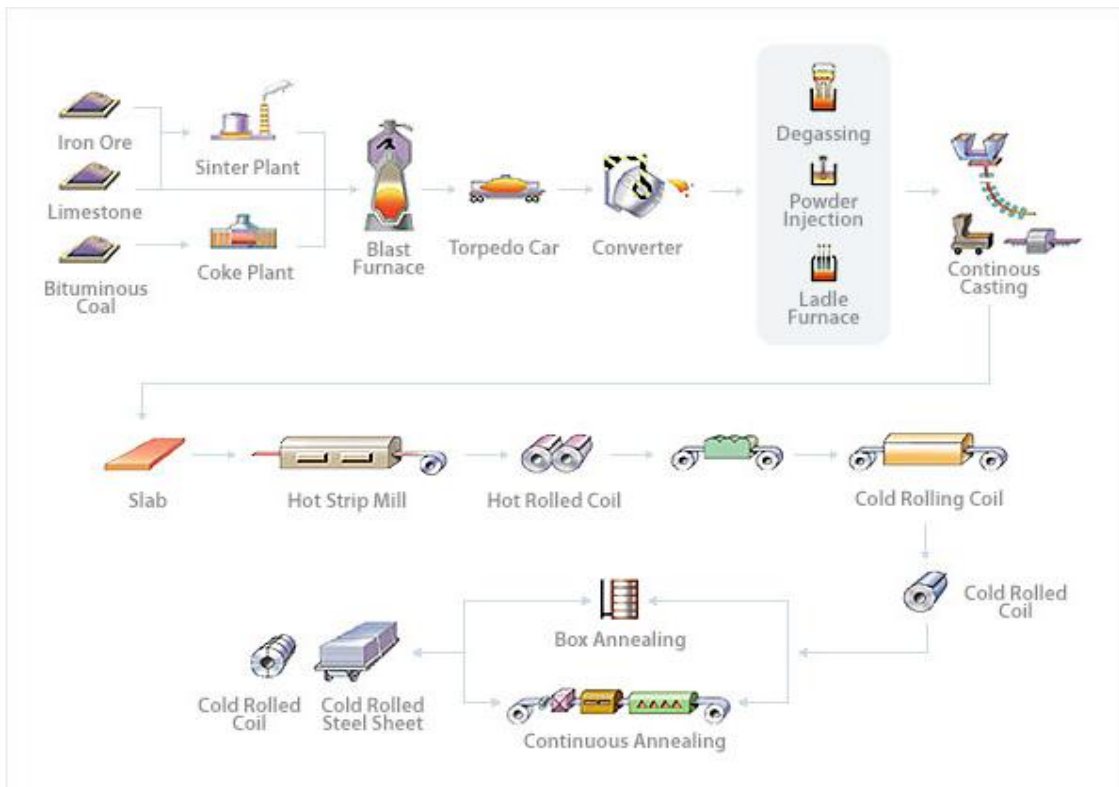 Iron Ore
Limestone
Bituminous
Coal
Sinter Plant
Coke Plant
Blast
Furnace
Torpedo Car
Converter
Degassing
Powder
Injection
Ladle
Furnace
Continous
Casting
Slab
Hot Strip Mill
Hot Rolled Coil
Cold Rolling Coil
Cold Rolled
Coil
Box Annealing
Continuous Annealing
Cold Rolled
Coil
Cold Rolled
Steel Sheet